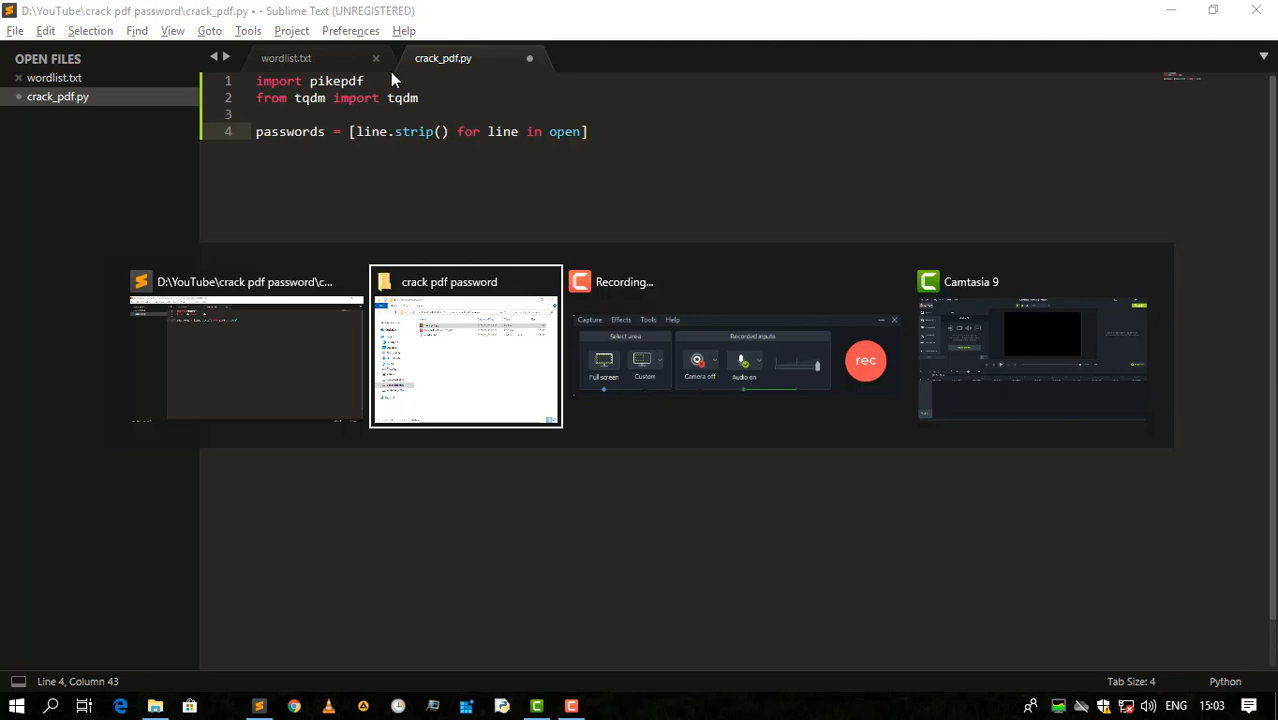 D:\YouTube\crack pdf password\crack_pdf.py • - Sublime Text (UNREGISTERED)
File Edit Selection Find View Goto Tools Project Preferences Help
OPEN FILES
wordlist.txt
crack_pdf.py
wordlist.txt
crack_pdf.py
1 import pikepdf
2 from tqdm import tqdm
3
4 passwords = [line.strip() for line in open]
D:\YouTube\crack pdf password\c...
crack pdf password
Recording...
Camtasia 9
Capture Effects Tools Help
Select area
Recorded inputs
rec
Full screen
Custom
Camera off
Audio on
Line 4, Column 43
Tab Size: 4
Python
ENG
15:03